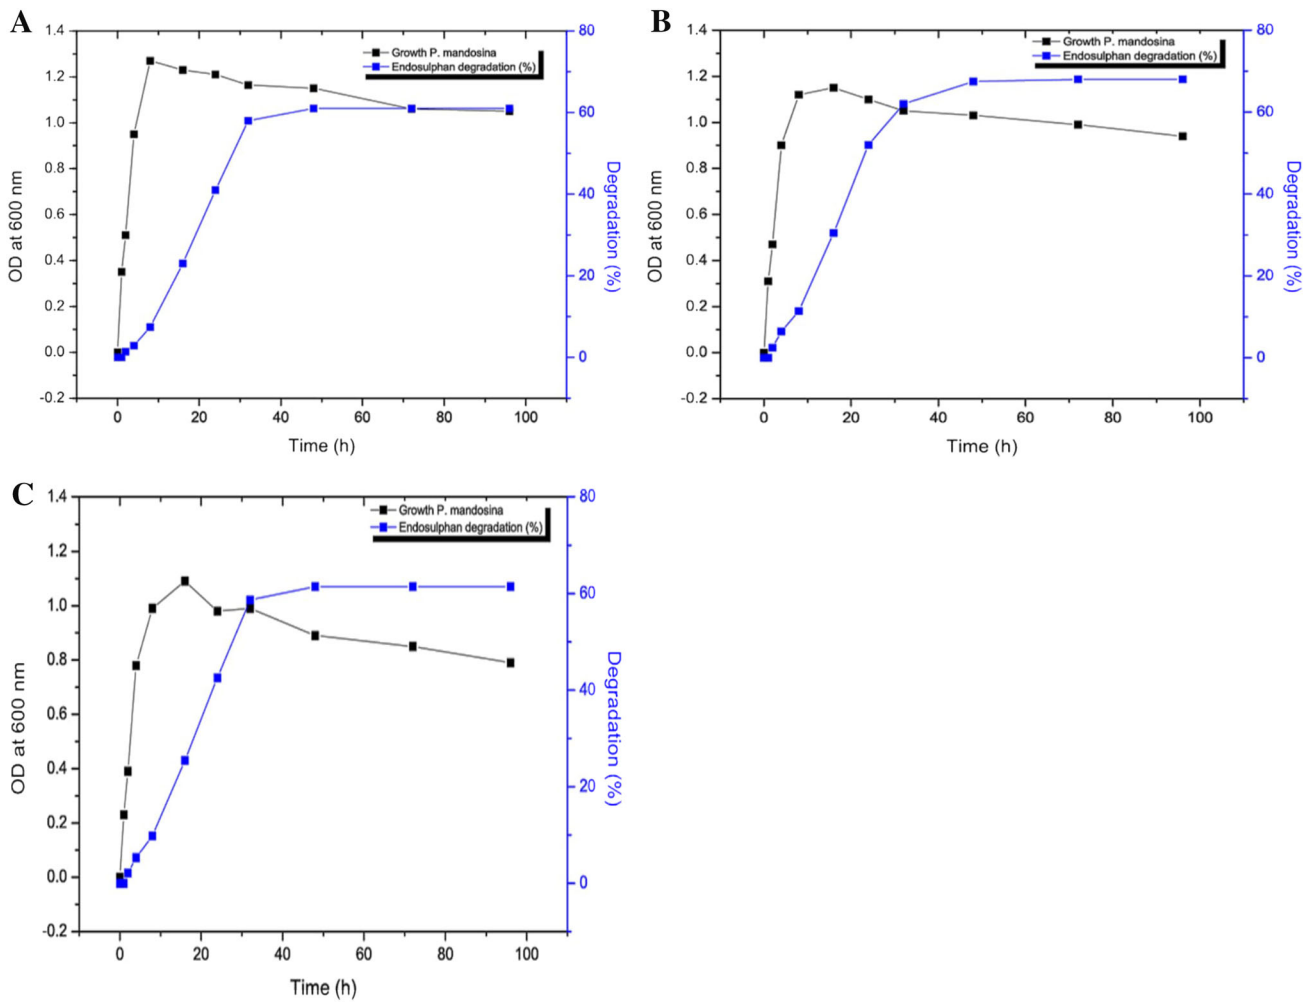 A
1.4
1.2
1.0
0.8
0.6
0.4
0.2
0.0
-0.2
OD at 600 nm
Growth P. mandosina
Endosulphan degradation (%)
80
60
40
20
0
Degradation (%)
0 20 40 60 80 100
Time (h)
B
1.4
1.2
1.0
0.8
0.6
0.4
0.2
0.0
-0.2
OD at 600 nm
Growth P. mandosina
Endosulphan degradation (%)
80
60
40
20
0
Degradation (%)
0 20 40 60 80 100
Time (h)
C
1.4
1.2
1.0
0.8
0.6
0.4
0.2
0.0
-0.2
OD at 600 nm
Growth P. mandosina
Endosulphan degradation (%)
80
60
40
20
0
Degradation (%)
0 20 40 60 80 100
Time (h)